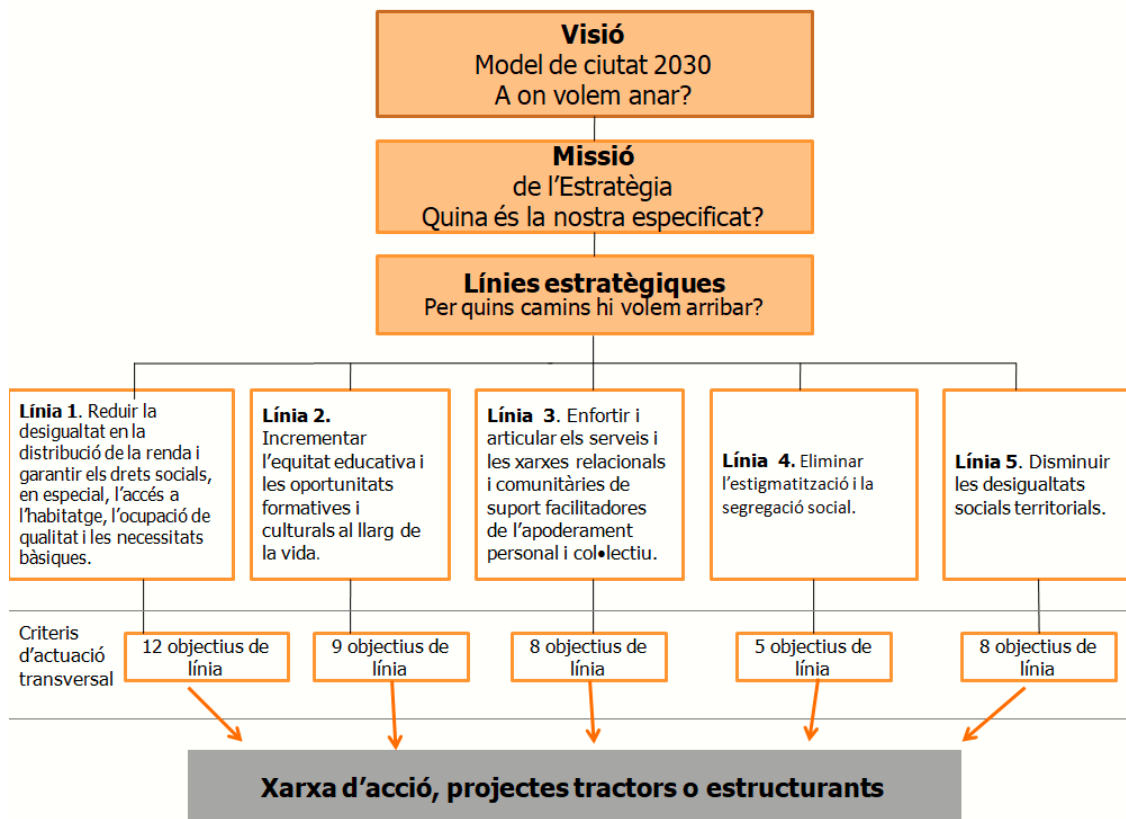 Visió
Model de ciutat 2030
A on volem anar?
Missió
de l’Estratègia
Quina és la nostra especificat?
Línies estratègiques
Per quins camins hi volem arribar?
Línia 1. Reduir la
desigualtat en la
distribució de la renda i
garantir els drets socials,
en especial, l’accés a
l’habitatge, l’ocupació de
qualitat i les necessitats
bàsiques.
Línia 2.
Incrementar
l’equitat educativa i
les oportunitats
formatives i
culturals al llarg de
la vida.
Línia 3. Enfortir i
articular els serveis i
les xarxes relacionals
i comunitàries de
suport facilitadores
de l’apoderament
personal i col•lectiu.
Línia 4. Eliminar
l’estigmatització i la
segregació social.
Línia 5. Disminuir
les desigualtats
socials territorials.
Criteris
d’actuació
transversal
12 objectius de
línia
9 objectius de
línia
8 objectius de
línia
5 objectius de
línia
8 objectius de
línia
Xarxa d’acció, projectes tractors o estructurants